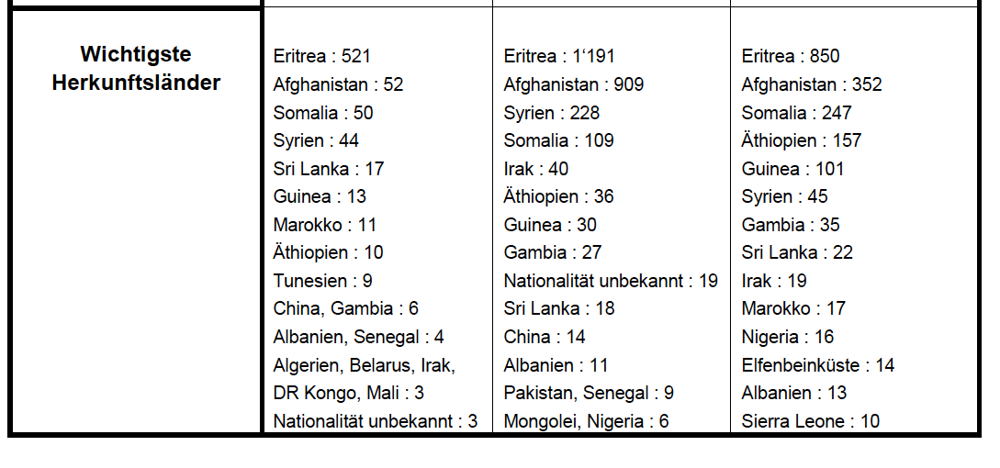 Wichtigste
Herkunftsländer
Eritrea : 521
Afghanistan : 52
Somalia : 50
Syrien : 44
Sri Lanka : 17
Guinea : 13
Marokko : 11
Äthiopien : 10
Tunesien : 9
China, Gambia : 6
Albanien, Senegal : 4
Algerien, Belarus, Irak,
DR Kongo, Mali : 3
Nationalität unbekannt : 3
Eritrea : 1‘191
Afghanistan : 909
Syrien : 228
Somalia : 109
Irak : 40
Äthiopien : 36
Guinea : 30
Gambia : 27
Nationalität unbekannt : 19
Sri Lanka : 18
China : 14
Albanien : 11
Pakistan, Senegal : 9
Mongolei, Nigeria : 6
Eritrea : 850
Afghanistan : 352
Somalia : 247
Äthiopien : 157
Guinea : 101
Syrien : 45
Gambia : 35
Sri Lanka : 22
Irak : 19
Marokko : 17
Nigeria : 16
Elfenbeinküste : 14
Albanien : 13
Sierra Leone : 10